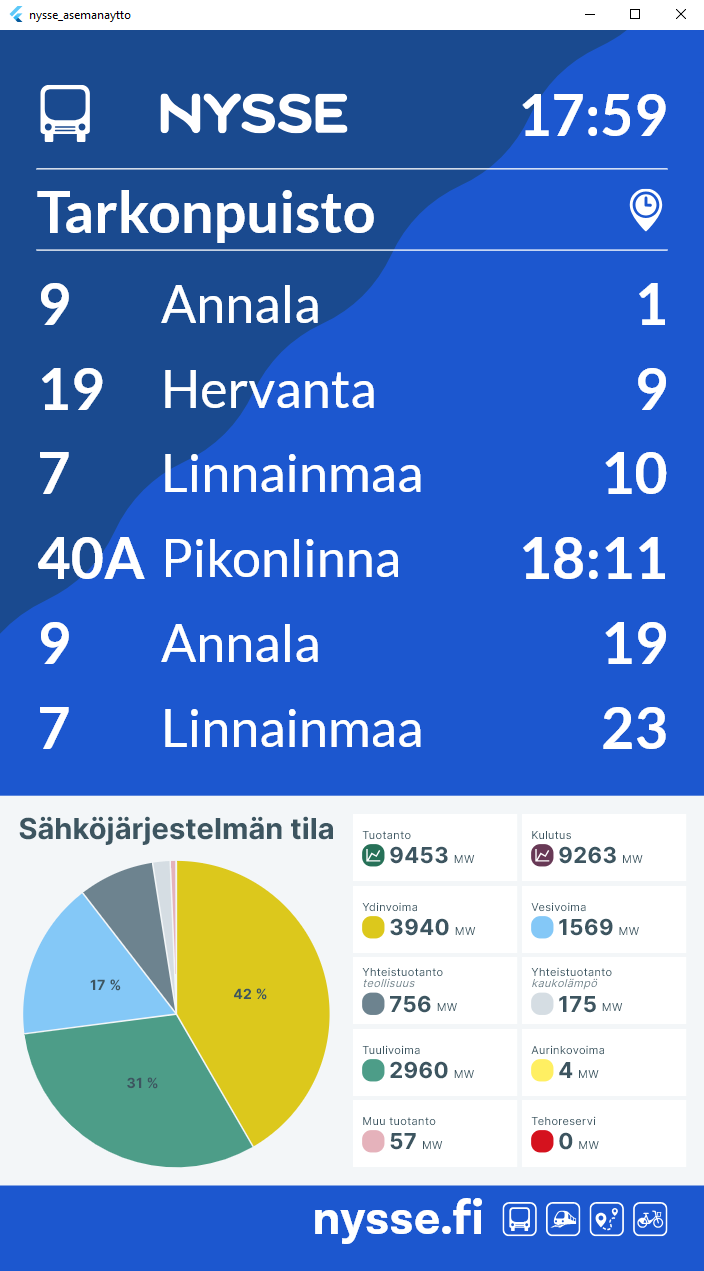 nysse_asemanaytto
NYSSE 17:59
Tarkonpuisto
9 Annala 1
19 Hervanta 9
7 Linnainmaa 10
40A Pikonlinna 18:11
9 Annala 19
7 Linnainmaa 23
Sähköjärjestelmän tila
42 %
31 %
17 %
Tuotanto
9453 MW
Kulutus
9263 MW
Ydinvoima
3940 MW
Vesivoima
1569 MW
Yhteistuotanto
teollisuus
756 MW
Yhteistuotanto
kaukolämpö
175 MW
Tuulivoima
2960 MW
Aurinkovoima
4 MW
Muu tuotanto
57 MW
Tehoreservi
0 MW
nysse.fi